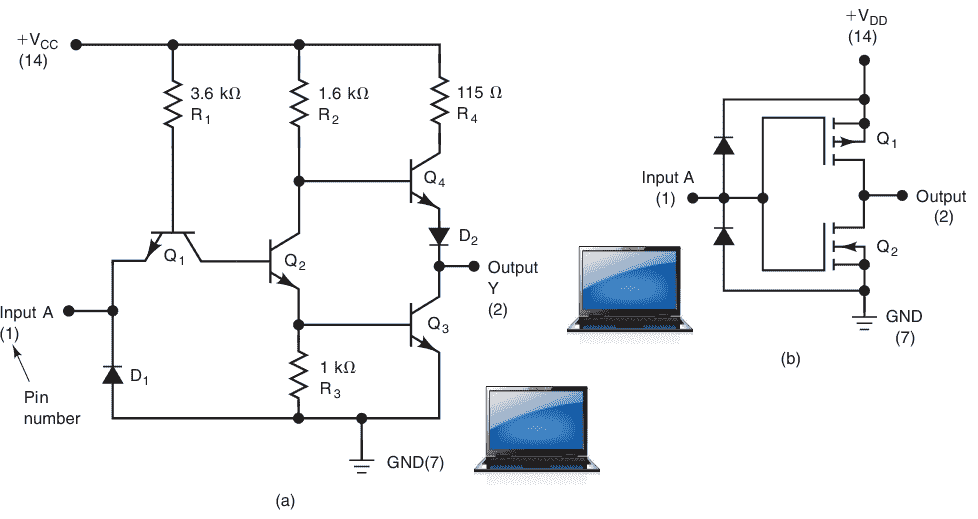 +VCC
(14)
3.6 kΩ
R1
1.6 kΩ
R2
115 Ω
R4
Q4
D2
Q1
Q2
Output
Y
(2)
Input A
(1)
Q3
D1
1 kΩ
R3
Pin
number
GND(7)
(a)
+VDD
(14)
Q1
Input A
(1)
Output
(2)
Q2
GND
(7)
(b)